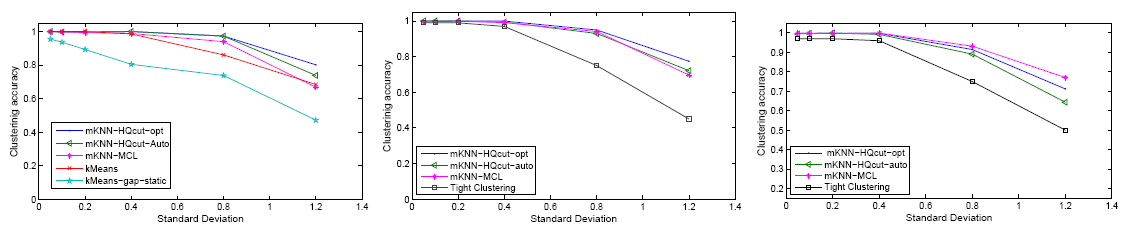 1
0.8
0.6
0.4
0.2
0
Clusterinig accuracy
mKNN-HQcut-opt
mKNN-HQcut-Auto
mKNN-MCL
kMeans
kMeans-gap-static
0 0.2 0.4 0.6 0.8 1 1.2 1.4
Standard Deviation
1
0.8
0.6
0.4
0.2
0
Clusterinig accuracy
mKNN-HQcut-opt
mKNN-HQcut-auto
mKNN-MCL
Tight Clustering
0 0.2 0.4 0.6 0.8 1 1.2 1.4
Standard Deviation
1
0.9
0.8
0.7
0.6
0.5
0.4
0.3
0.2
Clustering accuracy
mKNN-HQcut-opt
mKNN-HQcut-auto
mKNN-MCL
Tight Clustering
0 0.2 0.4 0.6 0.8 1 1.2 1.4
Standard Deviation